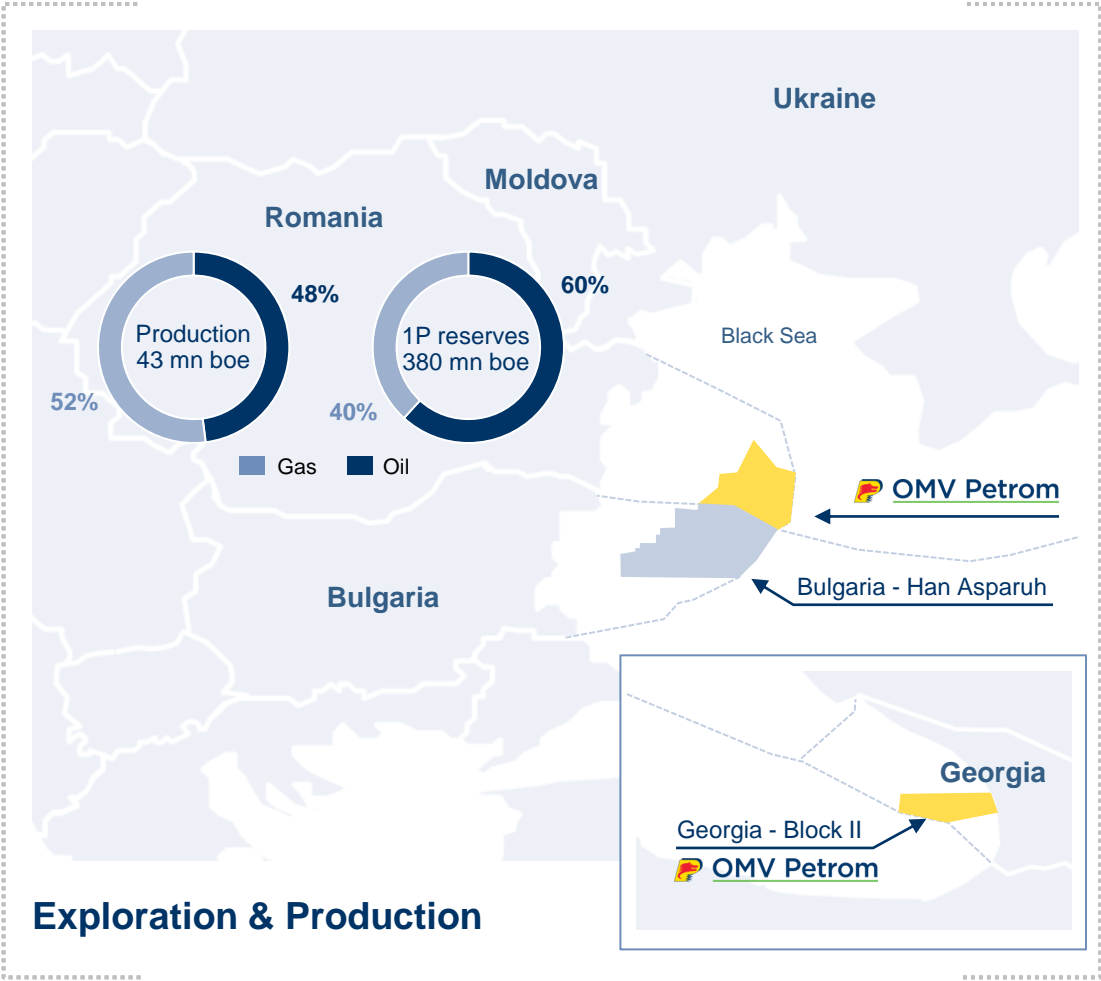 Ukraine
Moldova
Romania
48%
60%
Production
43 mn boe
1P reserves
380 mn boe
Black Sea
52%
40%
Gas
Oil
OMV Petrom
Bulgaria - Han Asparuh
Bulgaria
Georgia
Georgia - Block II
OMV Petrom
Exploration & Production